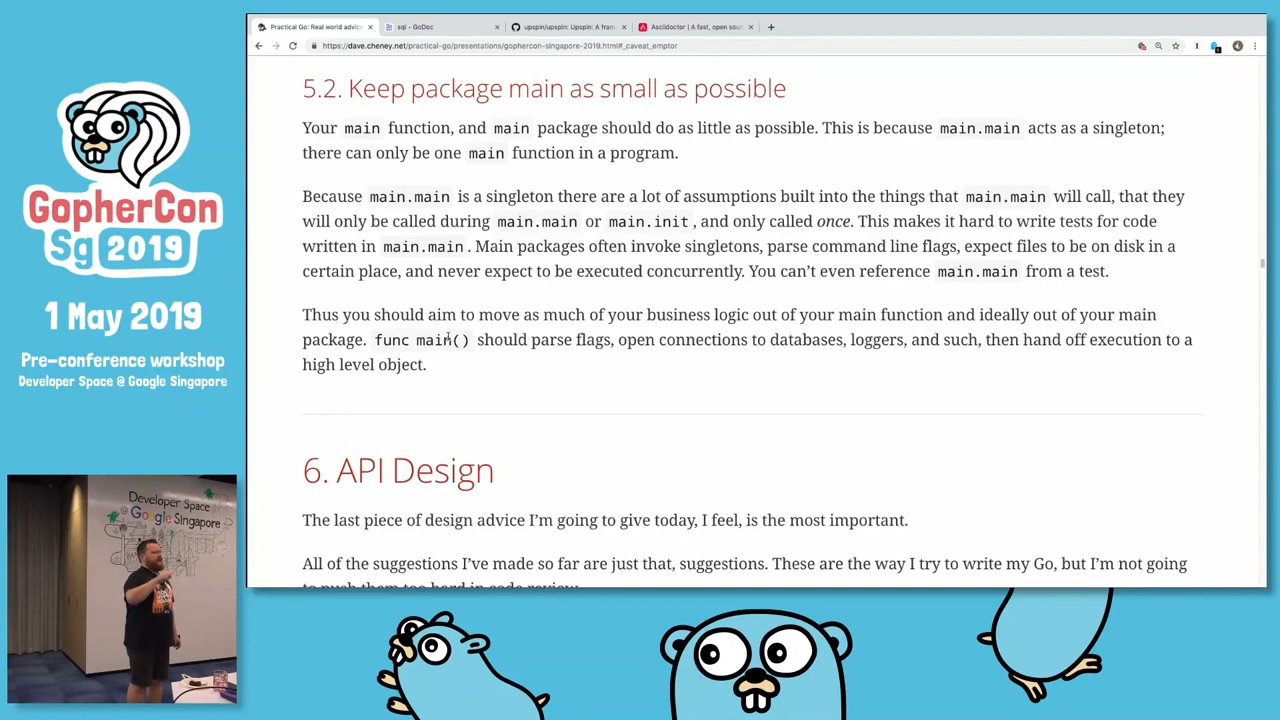 Practical Go: Real world advic
sql - GoDoc
upspin/upspin: Upspin: A fram
Asciidoctor | A fast, open sou
https://dave.cheney.net/practical-go/presentations/gophercon-singapore-2019.html#_caveat_emptor
5.2. Keep package main as small as possible
Your main function, and main package should do as little as possible. This is because main.main acts as a singleton;
there can only be one main function in a program.
Because main.main is a singleton there are a lot of assumptions built into the things that main.main will call, that they
will only be called during main.main or main.init, and only called once. This makes it hard to write tests for code
written in main.main. Main packages often invoke singletons, parse command line flags, expect files to be on disk in a
certain place, and never expect to be executed concurrently. You can’t even reference main.main from a test.
Thus you should aim to move as much of your business logic out of your main function and ideally out of your main
package. func main() should parse flags, open connections to databases, loggers, and such, then hand off execution to a
high level object.
6. API Design
The last piece of design advice I’m going to give today, I feel, is the most important.
All of the suggestions I’ve made so far are just that, suggestions. These are the way I try to write my Go, but I’m not going
to push them too hard in code review.
GopherCon
Sg 2019
1 May 2019
Pre-conference workshop
Developer Space @ Google Singapore
Developer Space
@ Google Singapore